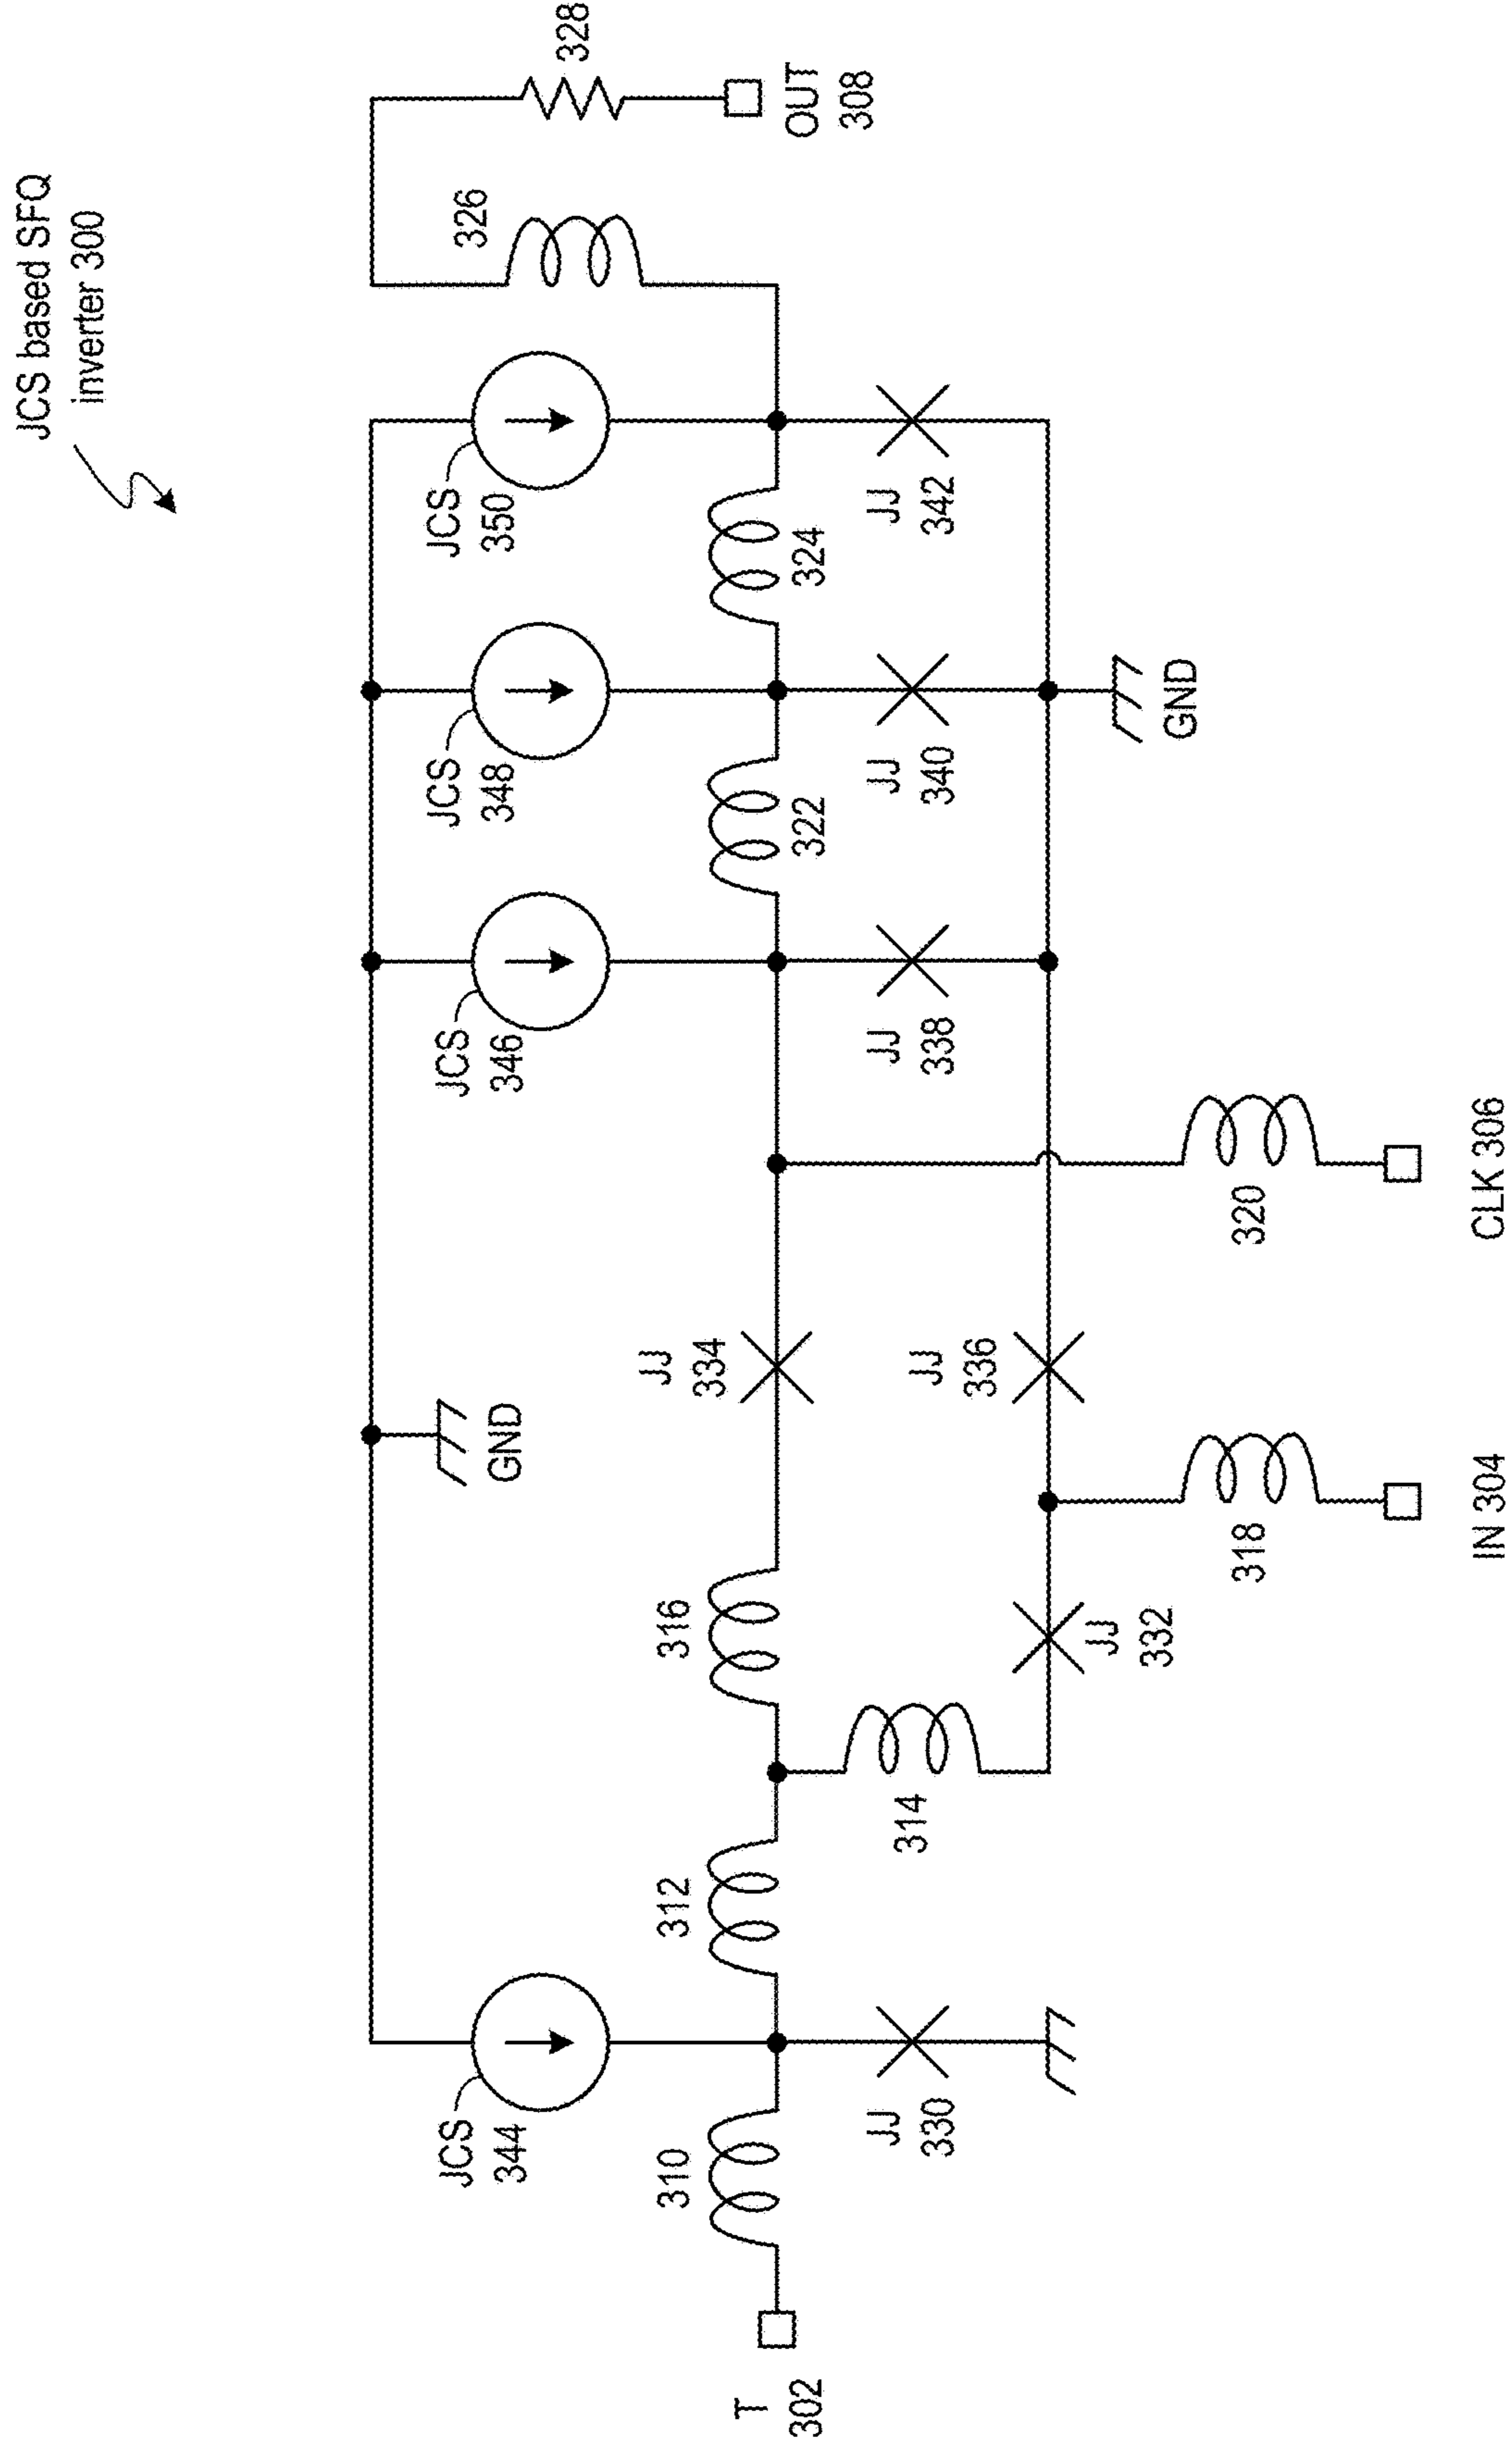 JCS based SFQ
inverter 300
JCS
344
JCS
346
JCS
348
JCS
350
326
328
OUT
308
GND
T
302
310
312
316
JJ
334
322
324
JJ
330
314
JJ
332
JJ
336
JJ
338
JJ
340
JJ
342
GND
318
320
IN 304
CLK 306